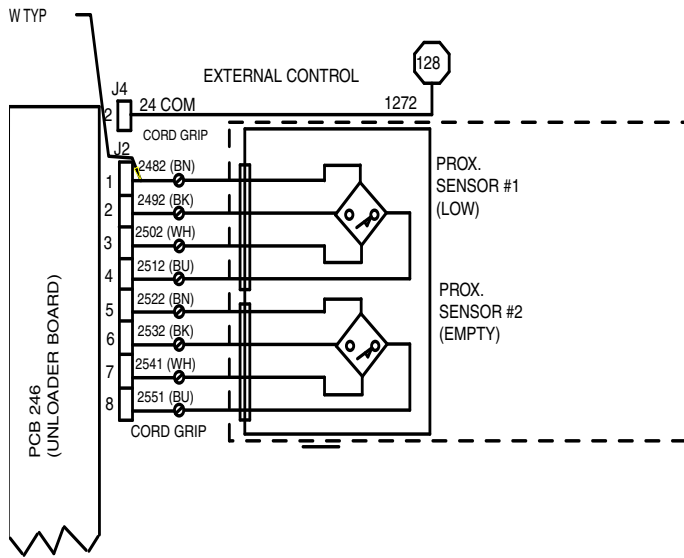 W TYP
128
EXTERNAL CONTROL
J4
2
24 COM
1272
CORD GRIP
J2
1
2482 (BN)
2
2492 (BK)
3
2502 (WH)
4
2512 (BU)
5
2522 (BN)
6
2532 (BK)
7
2541 (WH)
8
2551 (BU)
CORD GRIP
PROX.
SENSOR #1
(LOW)
PROX.
SENSOR #2
(EMPTY)
PCB 246
(UNLOADER BOARD)